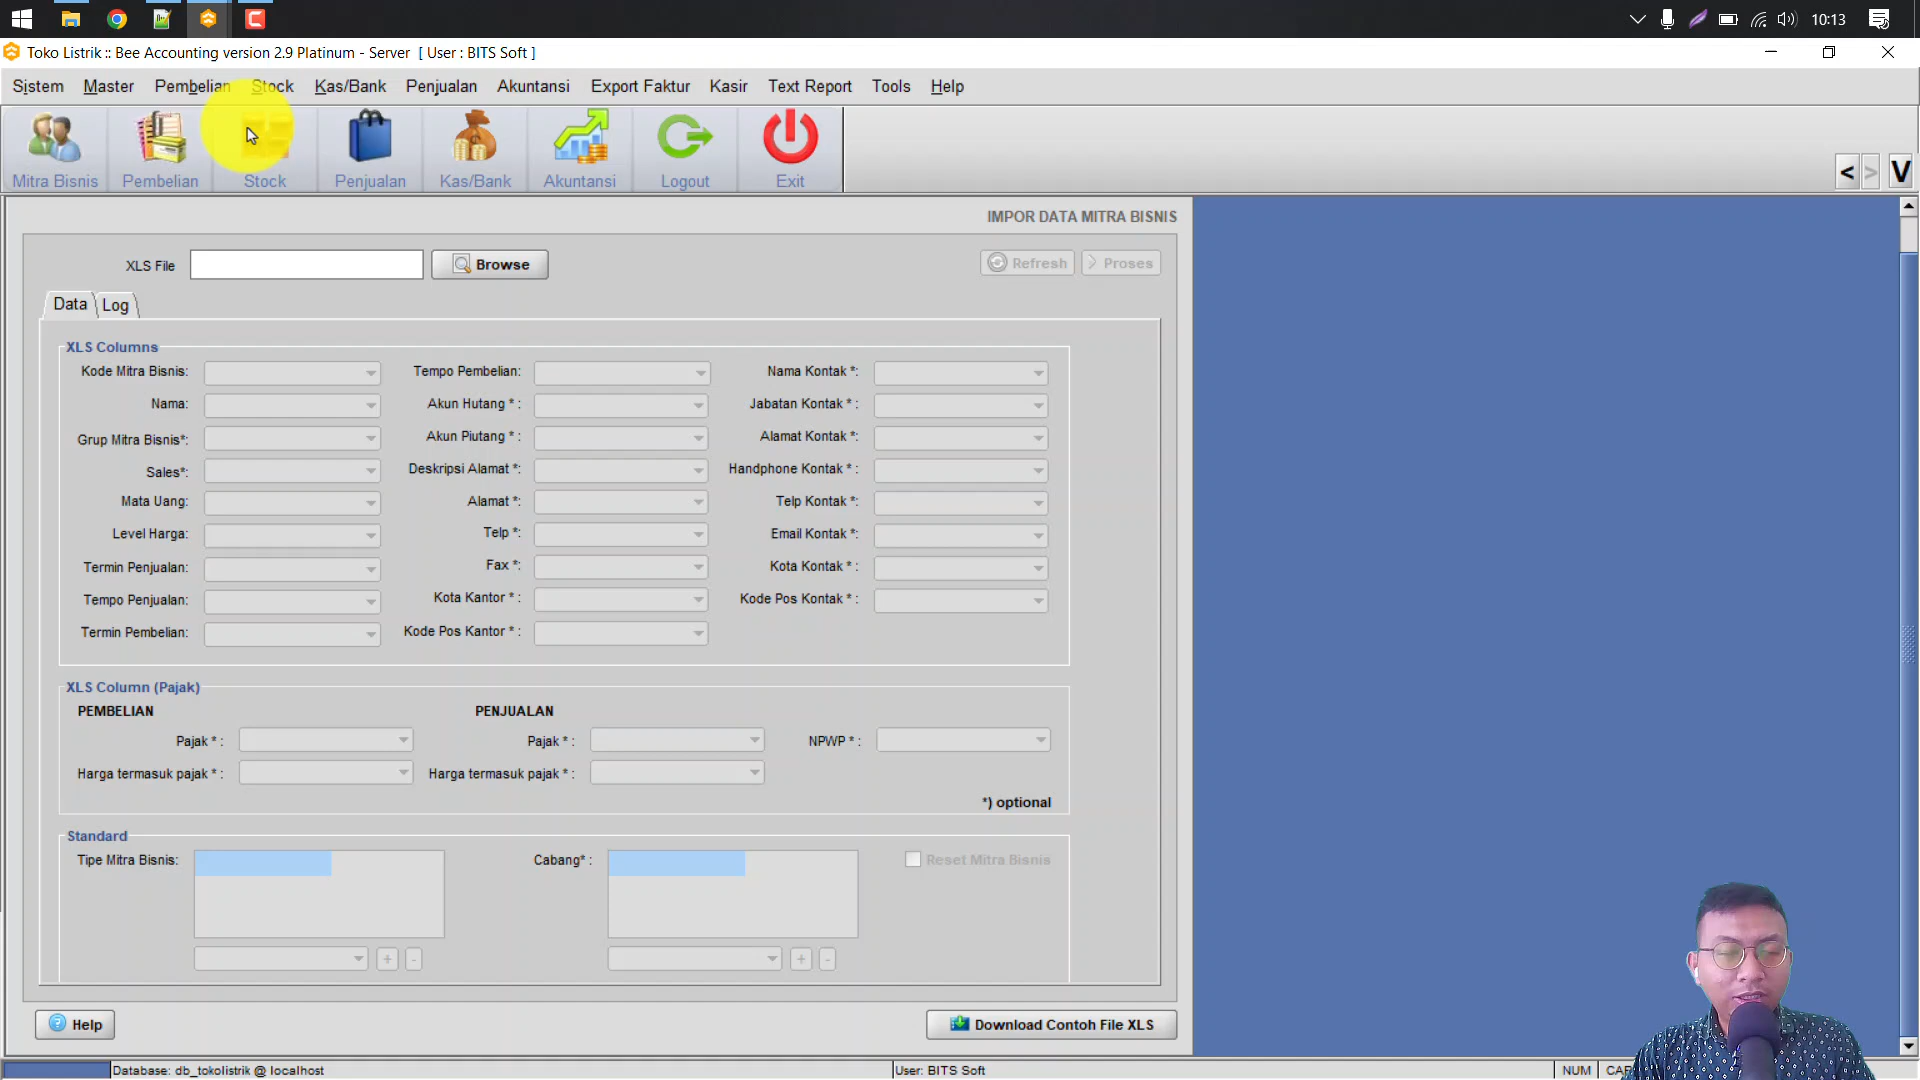 10:13
Toko Listrik :: Bee Accounting version 2.9 Platinum - Server [ User : BITS Soft ]
Sistem Master Pembelian Stock Kas/Bank Penjualan Akuntansi Export Faktur Kasir Text Report Tools Help
Mitra Bisnis Pembelian Stock Penjualan Kas/Bank Akuntansi Logout Exit
< > V
IMPOR DATA MITRA BISNIS
XLS File Browse Refresh Proses
Data Log
XLS Columns
Kode Mitra Bisnis: Tempo Pembelian: Nama Kontak *:
Nama: Akun Hutang * : Jabatan Kontak * :
Grup Mitra Bisnis*: Akun Piutang * : Alamat Kontak *:
Sales*: Deskripsi Alamat *: Handphone Kontak * :
Mata Uang: Alamat *: Telp Kontak *:
Level Harga: Telp *: Email Kontak *:
Termin Penjualan: Fax *: Kota Kontak * :
Tempo Penjualan: Kota Kantor * : Kode Pos Kontak * :
Termin Pembelian: Kode Pos Kantor * :
XLS Column (Pajak)
PEMBELIAN PENJUALAN
Pajak * : Pajak * : NPWP * :
Harga termasuk pajak * : Harga termasuk pajak * :
*) optional
Standard
Tipe Mitra Bisnis: Cabang* : Reset Mitra Bisnis
+ - + -
Help Download Contoh File XLS
Database: db_tokolistrik @ localhost User: BITS Soft NUM